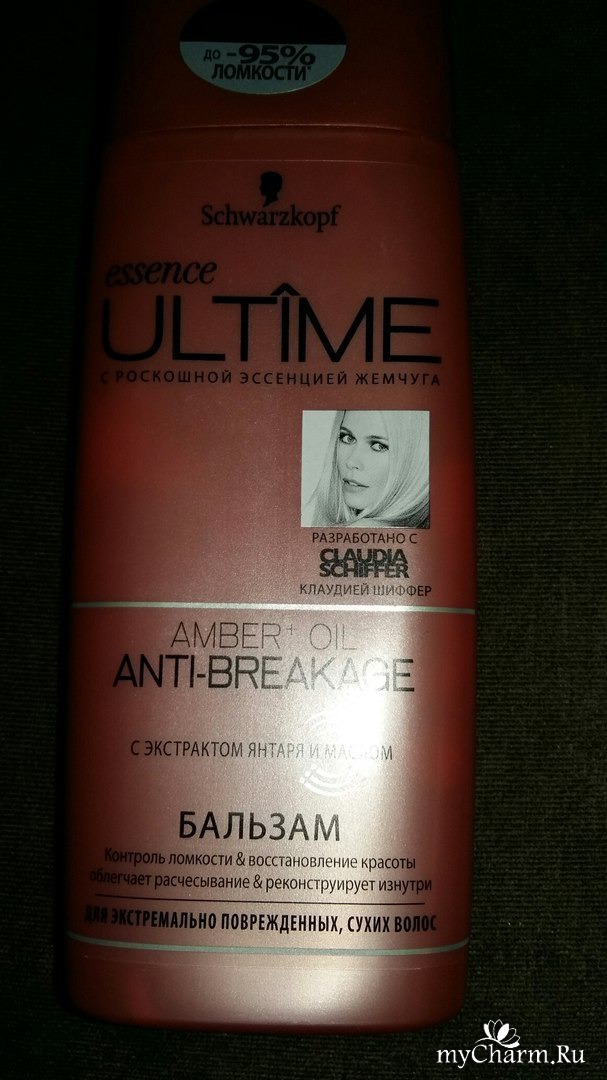 ДО -95%
ЛОМКОСТИ*
Schwarzkopf
essence
ULTÎME
С РОСКОШНОЙ ЭССЕНЦИЕЙ ЖЕМЧУГА
РАЗРАБОТАНО С
CLAUDIA
SCHIFFER
КЛАУДИЕЙ ШИФФЕР
AMBER+ OIL
ANTI-BREAKAGE
С ЭКСТРАКТОМ ЯНТАРЯ И МАСЛОМ
БАЛЬЗАМ
Контроль ломкости & восстановление красоты
облегчает расчесывание & реконструирует изнутри
ДЛЯ ЭКСТРЕМАЛЬНО ПОВРЕЖДЕННЫХ, СУХИХ ВОЛОС
myCharm.Ru